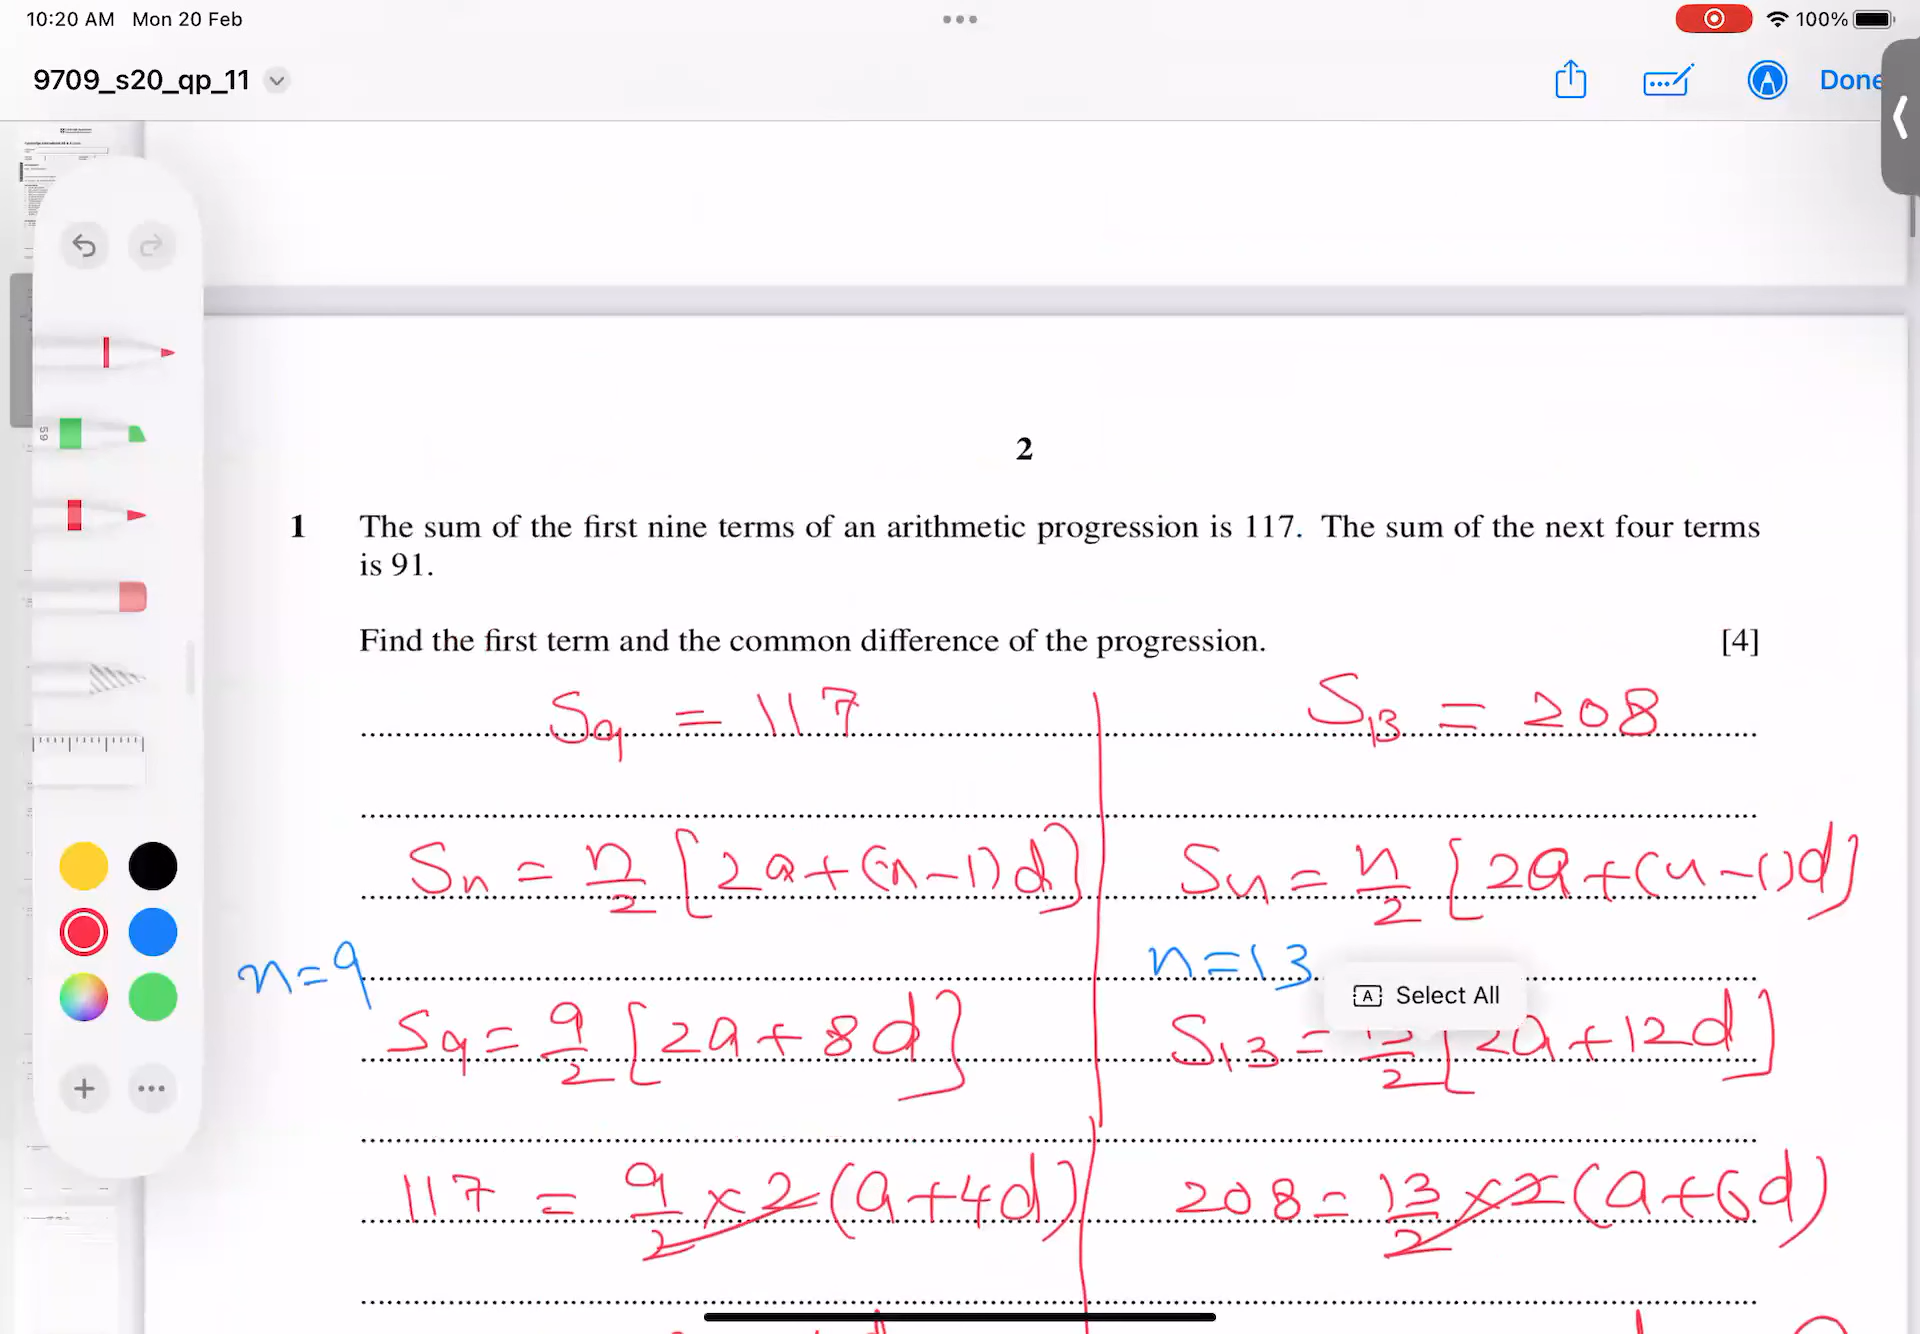 10:20 AM Mon 20 Feb
100%
9709_s20_qp_11
Done
59
2
1 The sum of the first nine terms of an arithmetic progression is 117. The sum of the next four terms
is 91.
Find the first term and the common difference of the progression. [4]
S9 = 117
S13 = 208
Sn = n/2 [2a+(n-1)d]
Sn = n/2 [2a+(n-1)d]
n=9
n=13
Select All
S9 = 9/2 [2a+8d]
S13 = /2 [2a+12d]
117 = 9/2 × 2 (a+4d)
208 = 13/2 × 2 (a+6d)